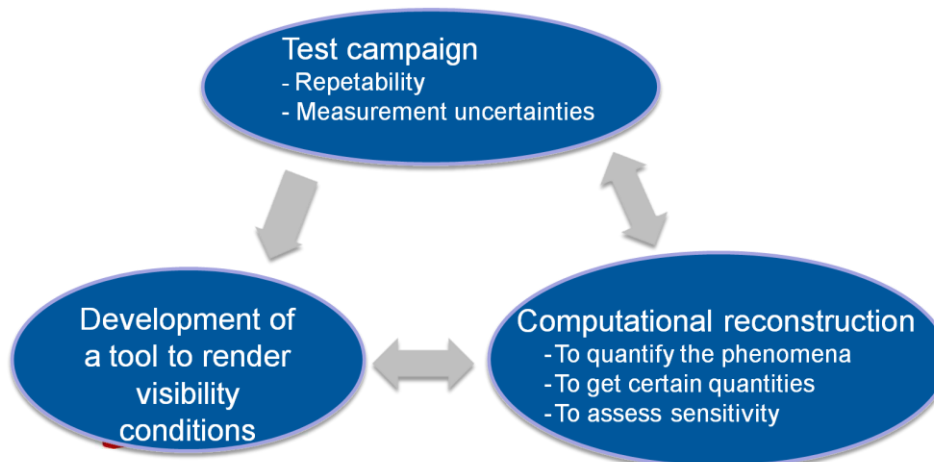 Test campaign
- Repetability
- Measurement uncertainties
Development of
a tool to render
visibility
conditions
Computational reconstruction
-To quantify the phenomena
-To get certain quantities
-To assess sensitivity